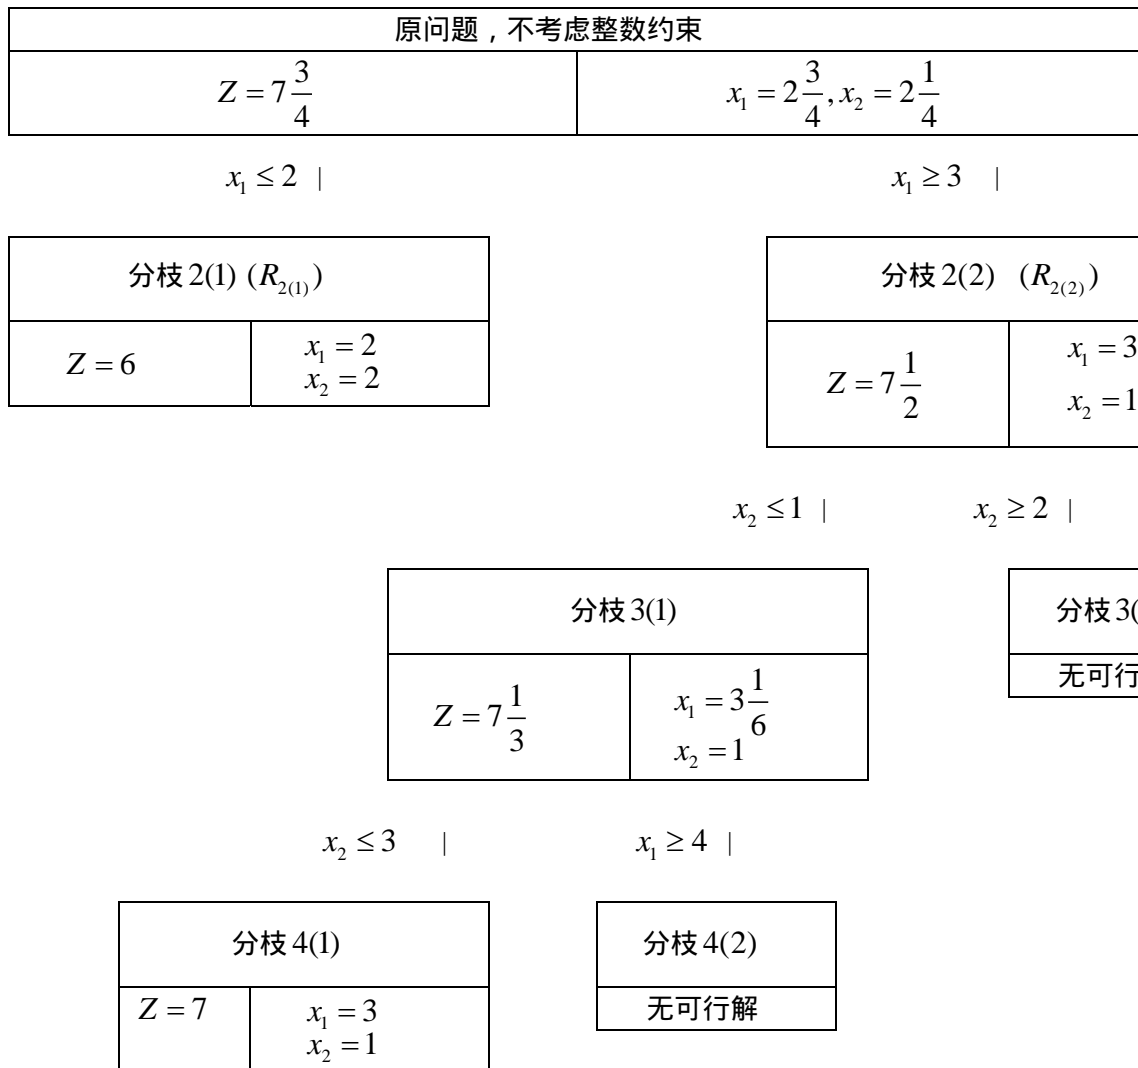 原问题，不考虑整数约束
Z = 7 3/4    x₁ = 2 3/4, x₂ = 2 1/4
x₁ ≤ 2 |    x₁ ≥ 3 |
分枝 2(1) (R₂₍₁₎)    分枝 2(2) (R₂₍₂₎)
Z = 6    x₁ = 2    Z = 7 1/2    x₁ = 3
x₂ = 2    x₂ = 1
x₂ ≤ 1 |    x₂ ≥ 2 |
分枝 3(1)    分枝 3(
Z = 7 1/3    x₁ = 3 1/6    无可行
x₂ = 1
x₂ ≤ 3 |    x₁ ≥ 4 |
分枝 4(1)    分枝 4(2)
Z = 7    x₁ = 3    无可行解
x₂ = 1